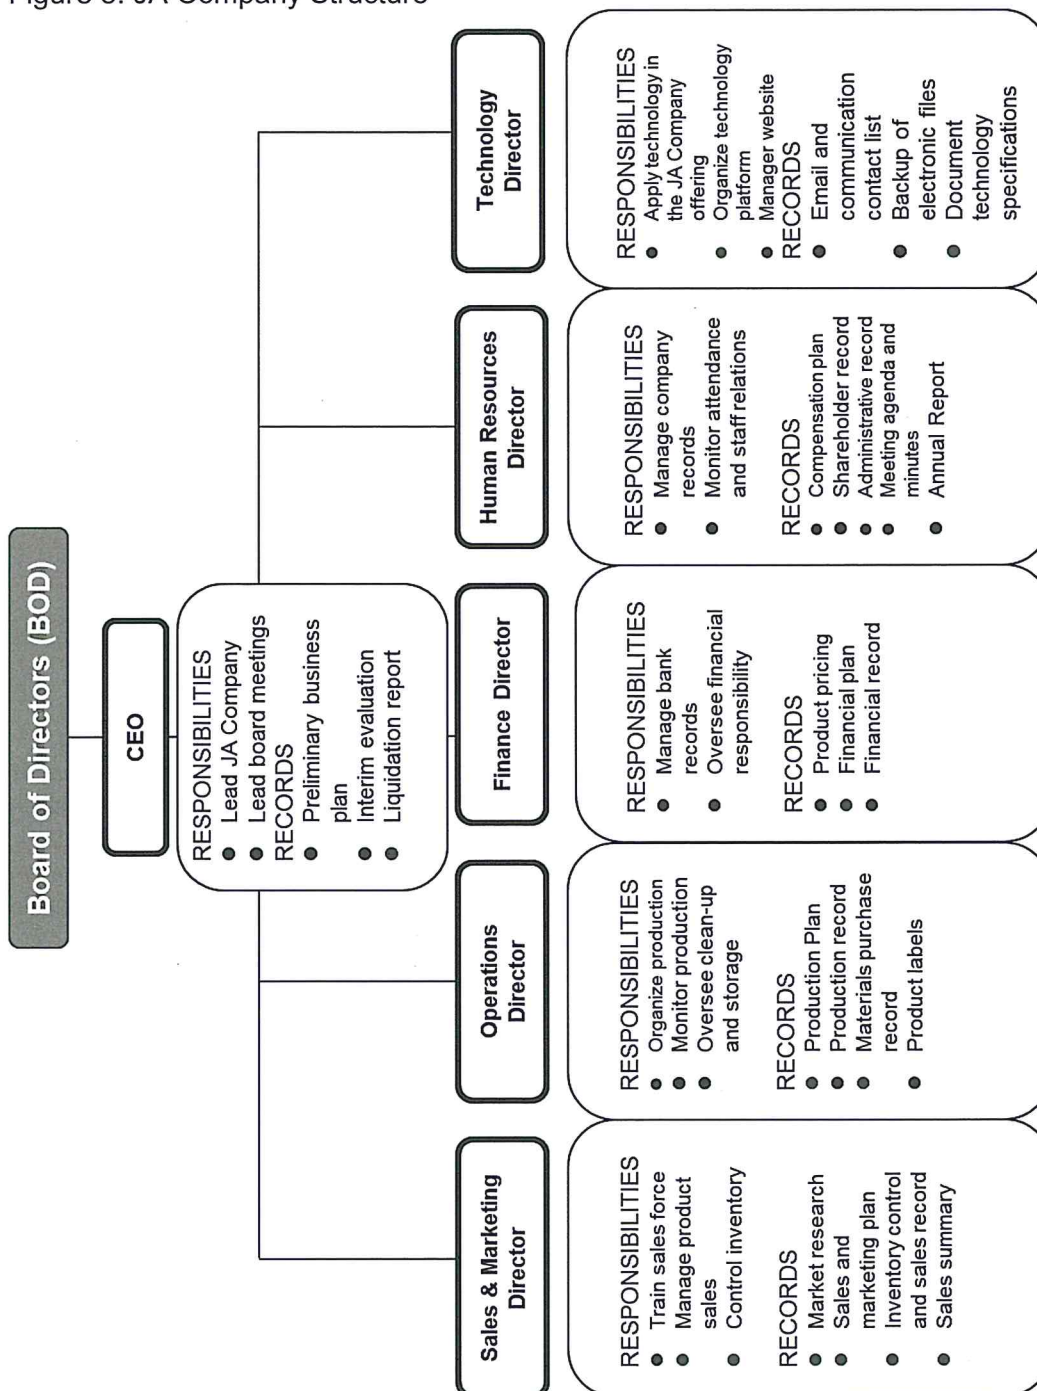 Figure JA Company Structure
Board of Directors (BOD)
CEO
RESPONSIBILITIES
● Lead JA Company
● Lead board meetings
RECORDS
● Preliminary business
plan
● Interim evaluation
● Liquidation report
Sales & Marketing
Director
RESPONSIBILITIES
● Train sales force
● Manage product
sales
● Control inventory
RECORDS
● Market research
● Sales and
marketing plan
● Inventory control
and sales record
● Sales summary
Operations
Director
RESPONSIBILITIES
● Organize production
● Monitor production
● Oversee clean-up
and storage
RECORDS
● Production Plan
● Production record
● Materials purchase
record
● Product labels
Finance Director
RESPONSIBILITIES
● Manage bank
records
● Oversee financial
responsibility
RECORDS
● Product pricing
● Financial plan
● Financial record
Human Resources
Director
RESPONSIBILITIES
● Manage company
records
● Monitor attendance
and staff relations
RECORDS
● Compensation plan
● Shareholder record
● Administrative record
● Meeting agenda and
minutes
● Annual Report
Technology
Director
RESPONSIBILITIES
● Apply technology in
the JA Company
offering
● Organize technology
platform
● Manager website
RECORDS
● Email and
communication
contact list
● Backup of
electronic files
● Document
technology
specifications